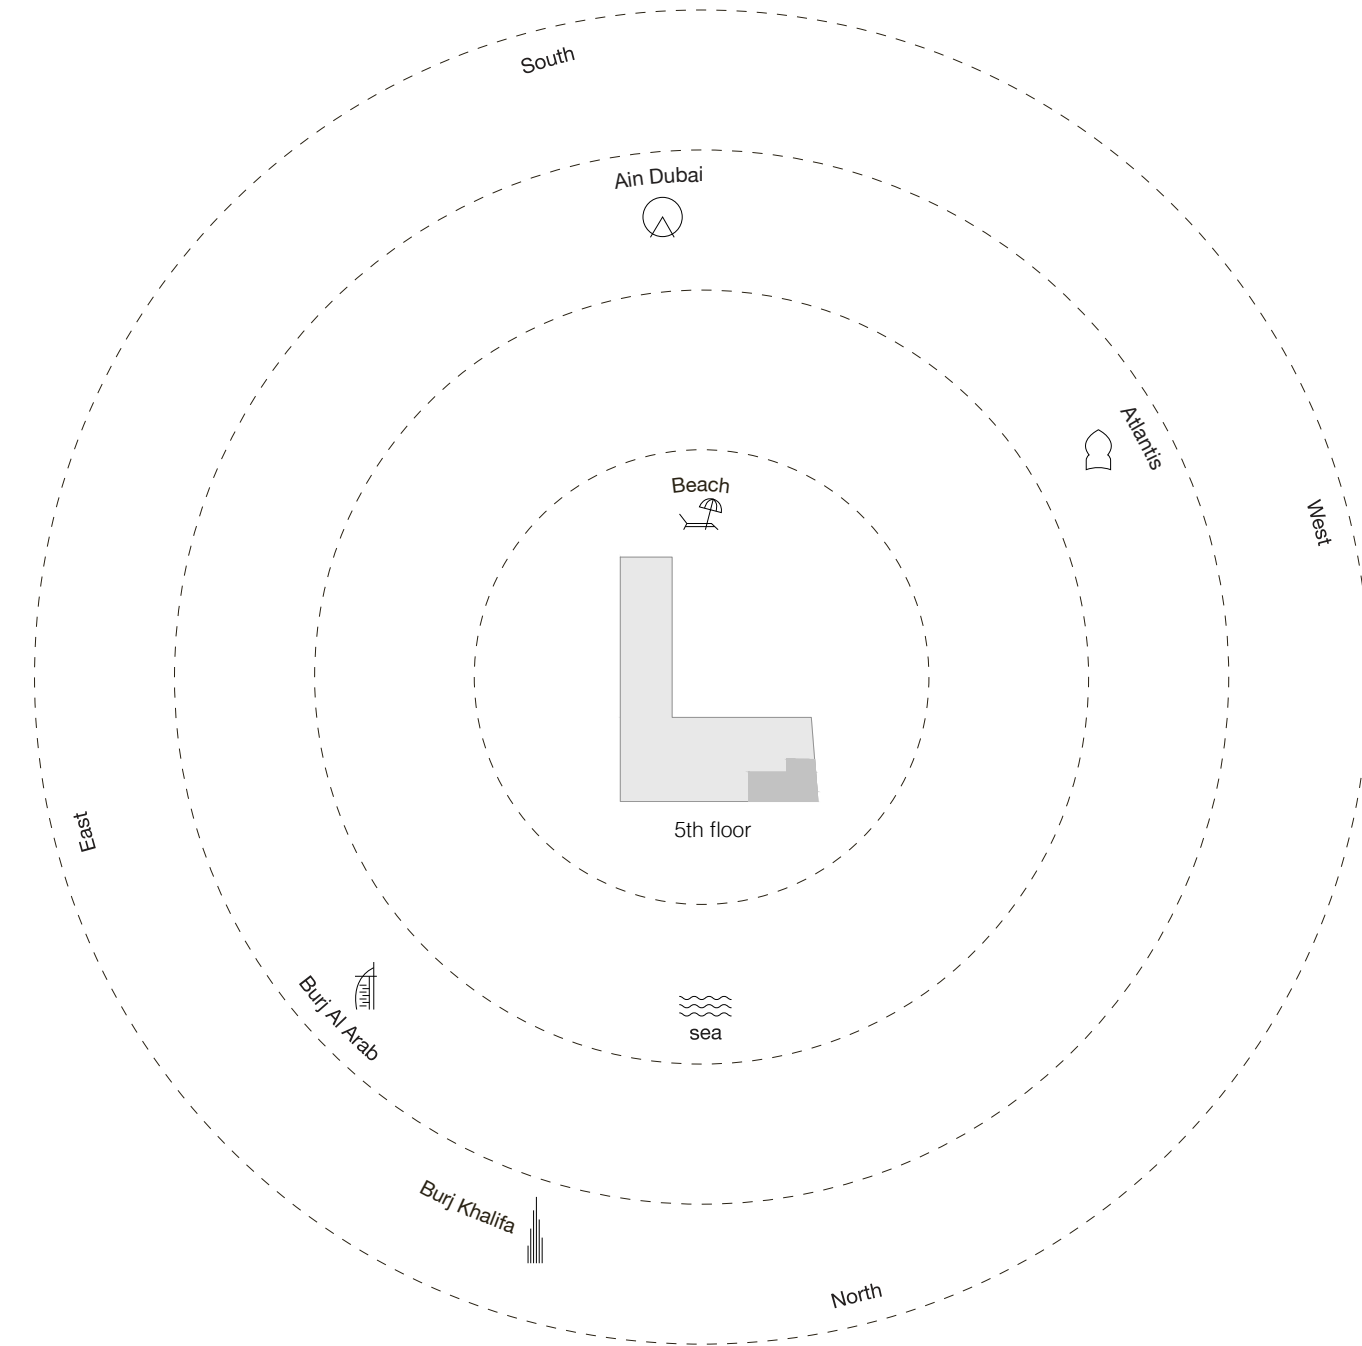 South
Ain Dubai
Atlantis
Beach
West
5th floor
East
Burj Al Arab
sea
Burj Khalifa
North